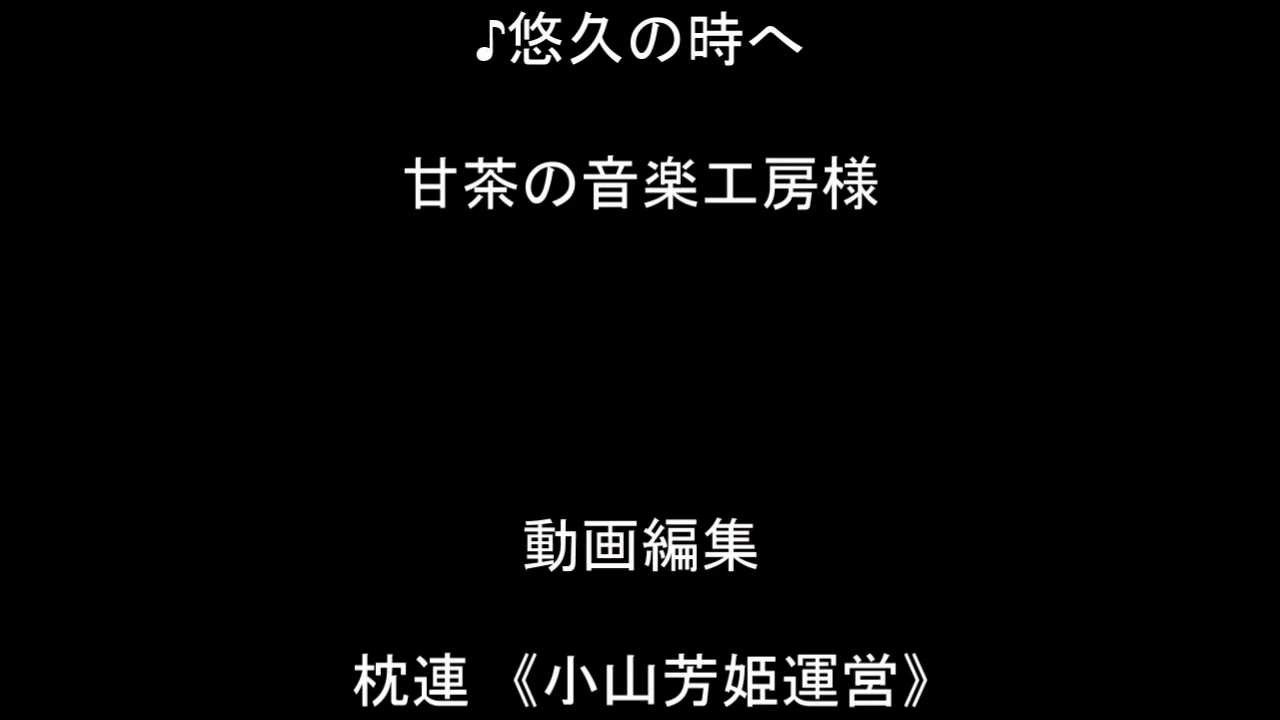 ♪悠久の時へ
甘茶の音楽工房様
動画編集
枕連 《小山芳姫運営》